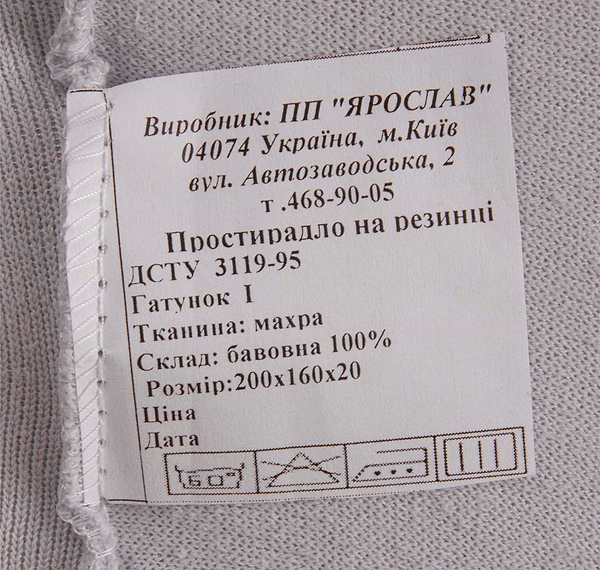 Виробник: ПП "ЯРОСЛАВ"
04074 Україна, м.Київ
вул. Автозаводська, 2
т .468-90-05
Простирадло на резинці
ДСТУ 3119-95
Гатунок I
Тканина: махра
Склад: бавовна 100%
Розмір:200х160х20
Ціна
Дата
60°